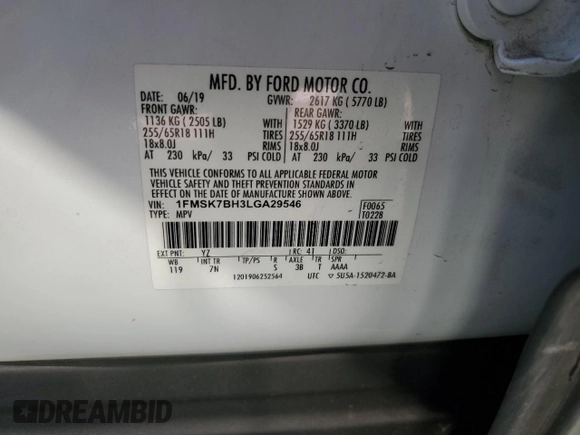 MFD. BY FORD MOTOR CO.
DATE: 06/19 GVWR: 2617 KG ( 5770 LB)
FRONT GAWR: REAR GAWR:
1136 KG ( 2505 LB) 1529 KG ( 3370 LB)
255/65R18 111H TIRES 255/65R18 111H TIRES
18x8.0J RIMS 18x8.0J RIMS
AT 230 kPa/ 33 PSI COLD AT 230 kPa/ 33 PSI COLD
THIS VEHICLE CONFORMS TO ALL APPLICABLE FEDERAL MOTOR
VEHICLE SAFETY AND THEFT PREVENTION STANDARDS IN
EFFECT ON THE DATE OF MANUFACTURE SHOWN ABOVE.
VIN: 1FMSK7BH3LGA29546 F0065
TYPE: MPV T0228
EXT PNT: YZ RC: 41 DSO:
WB INT TR TP/PS R AXLE TR SPR
119 7N S 3B T AAAA
1201906252564 UTC 5U5A-1520472-BA
DREAMBID